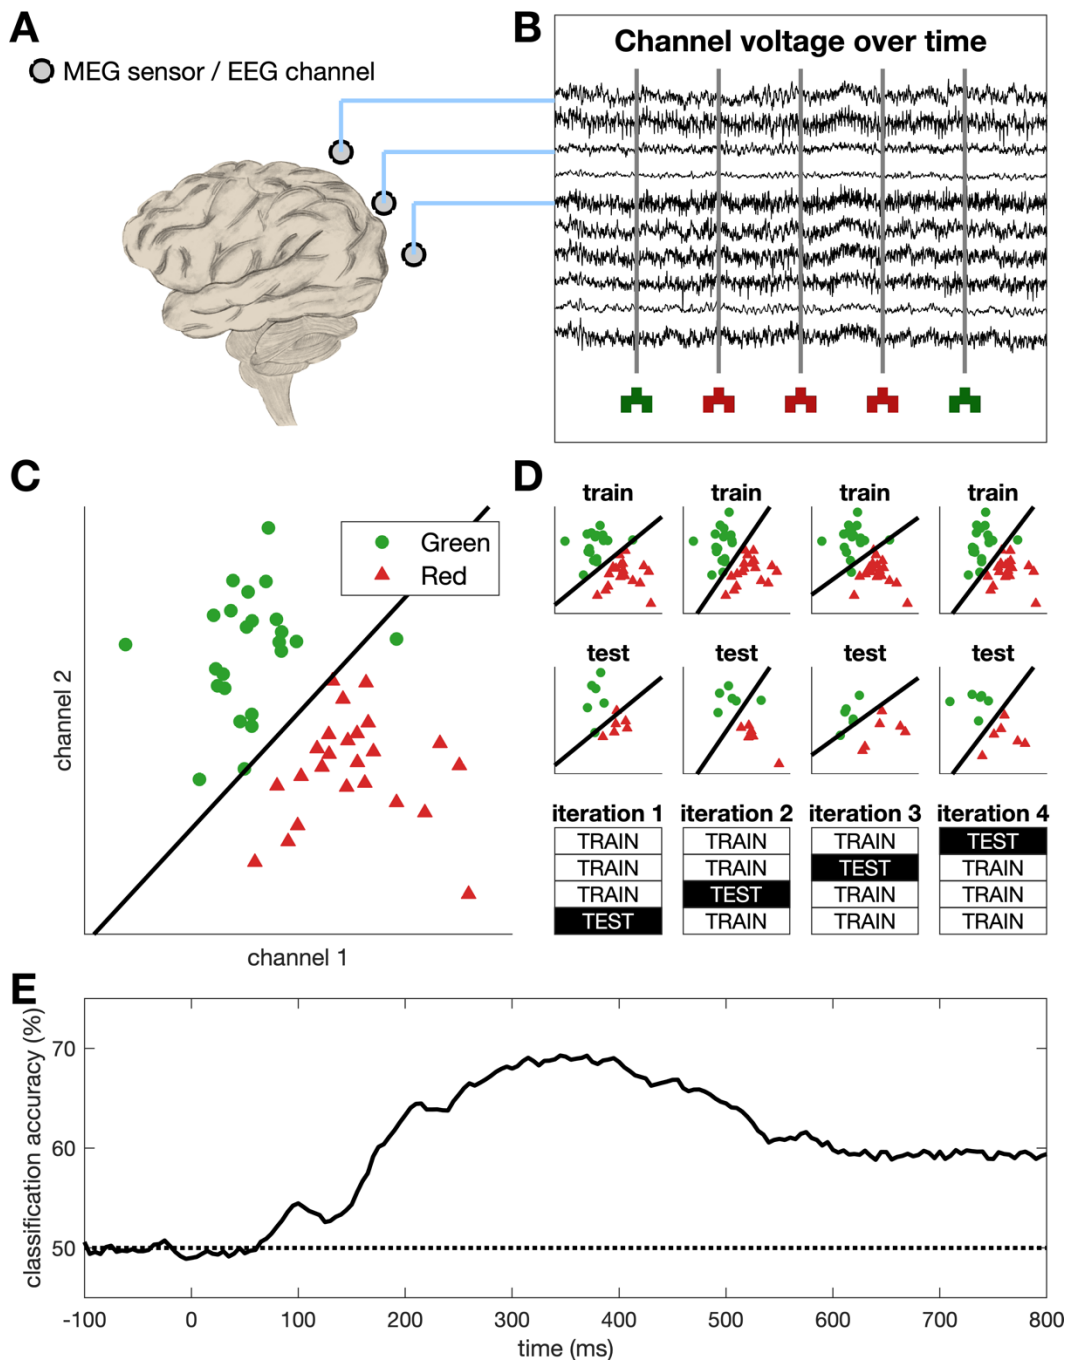 A
MEG sensor / EEG channel
B
Channel voltage over time
C
Green
Red
channel 2
channel 1
D
train train train train
test test test test
iteration 1 iteration 2 iteration 3 iteration 4
TRAIN TRAIN TRAIN TEST
TRAIN TRAIN TEST TRAIN
TRAIN TEST TRAIN TRAIN
TEST TRAIN TRAIN TRAIN
E
classification accuracy (%)
70
60
50
-100 0 100 200 300 400 500 600 700 800
time (ms)